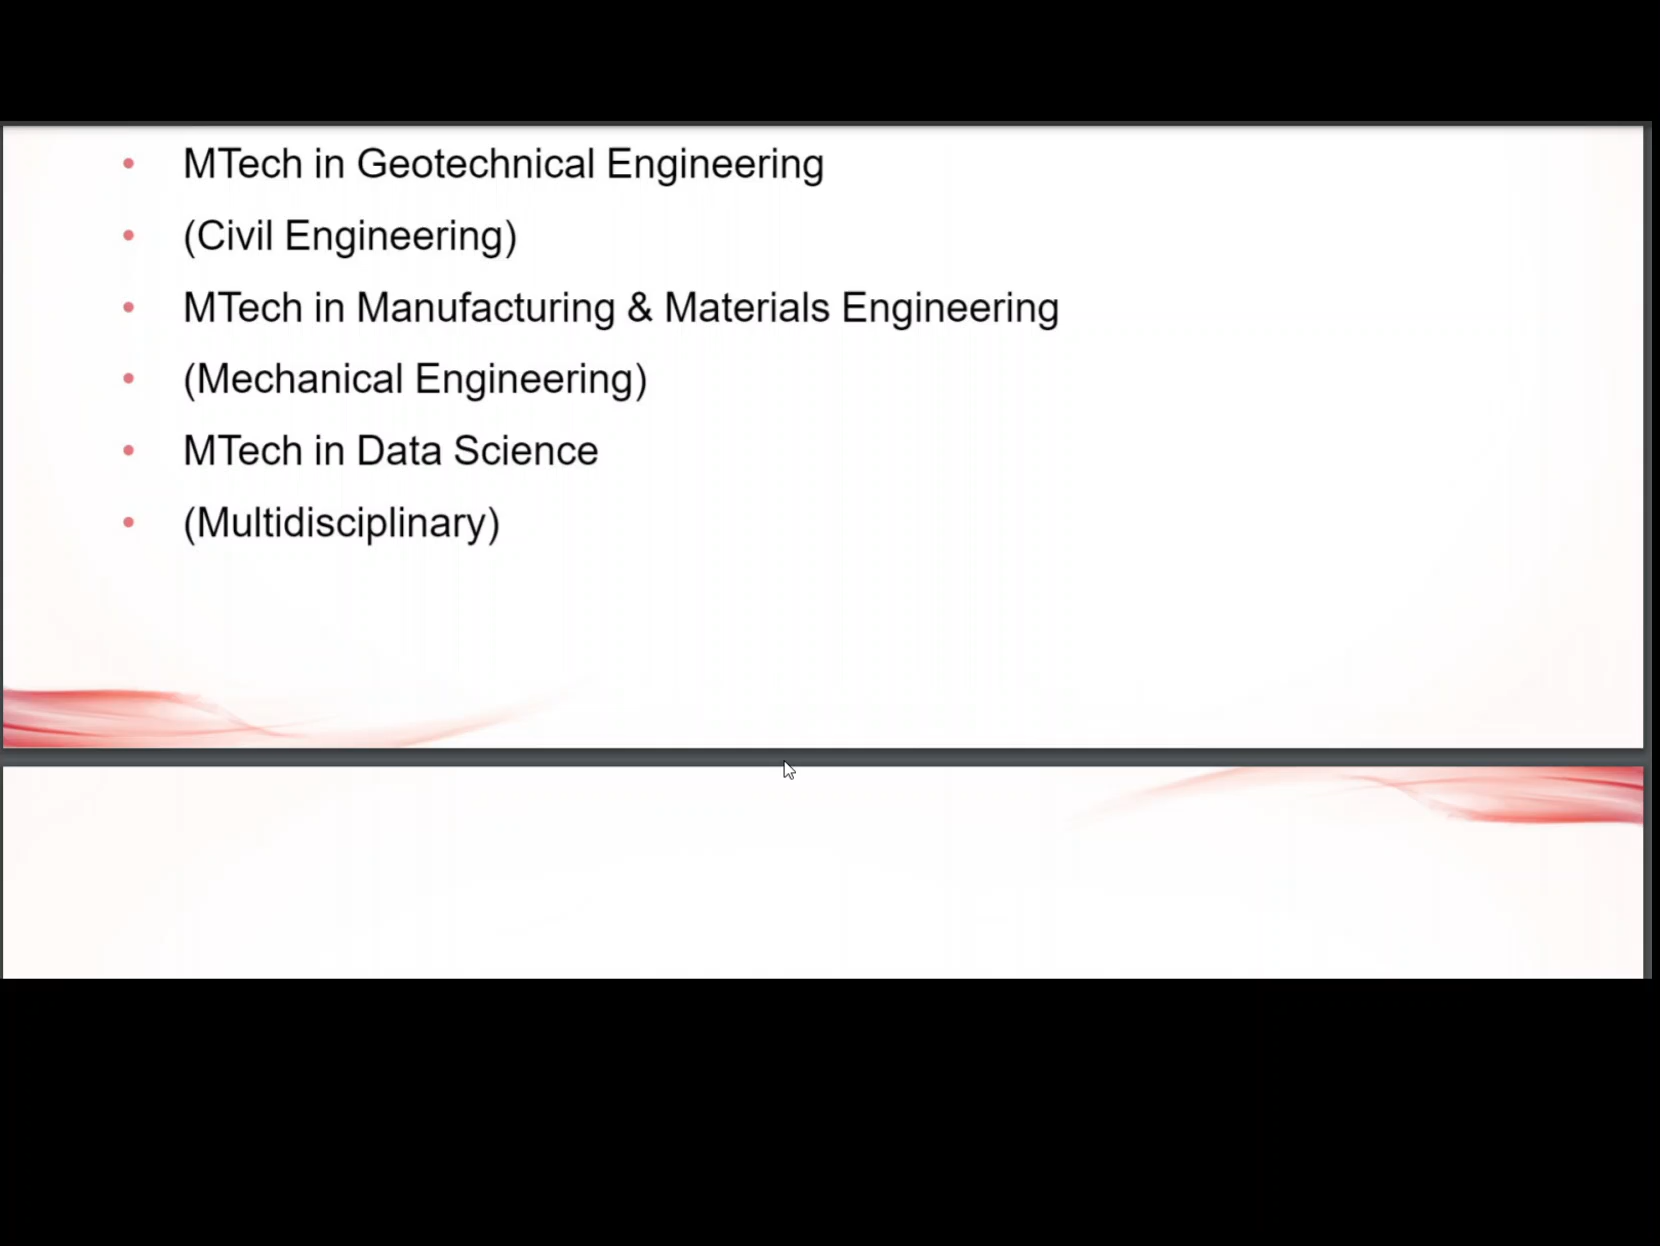 • MTech in Geotechnical Engineering
• (Civil Engineering)
• MTech in Manufacturing & Materials Engineering
• (Mechanical Engineering)
• MTech in Data Science
• (Multidisciplinary)